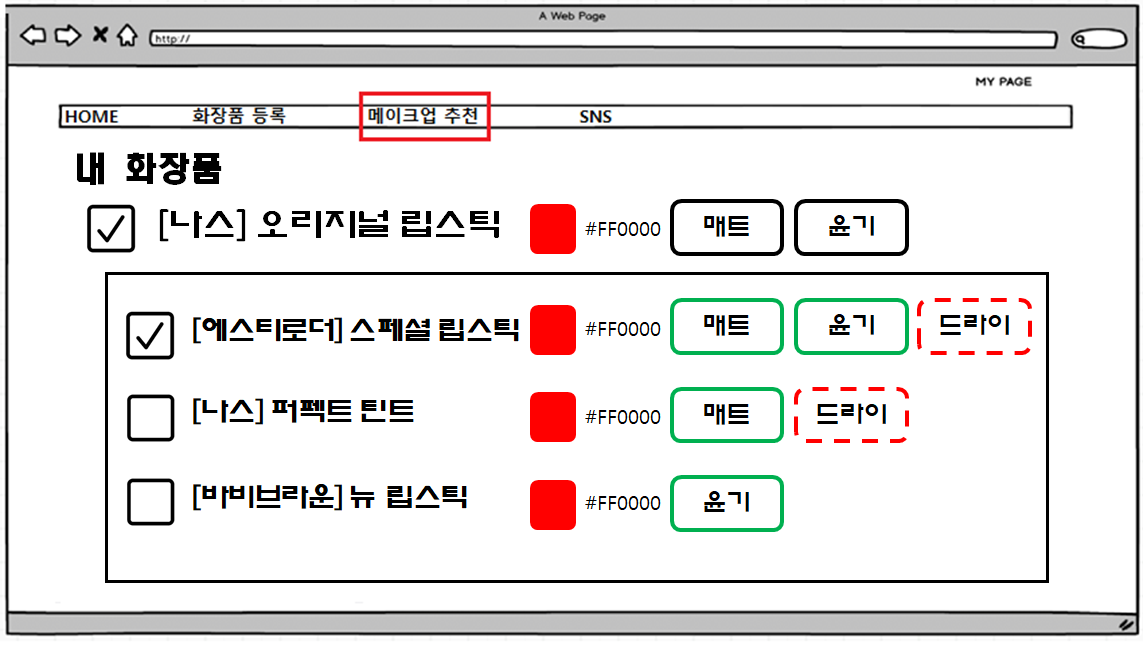 A Web Page
http://
MY PAGE
HOME 화장품 등록 메이크업 추천 SNS
내 화장품
[나스] 오리지널 립스틱 #FF0000 매트 윤기
[에스티로더] 스페셜 립스틱 #FF0000 매트 윤기 드라이
[나스] 퍼펙트 틴트 #FF0000 매트 드라이
[바비브라운] 뉴 립스틱 #FF0000 윤기